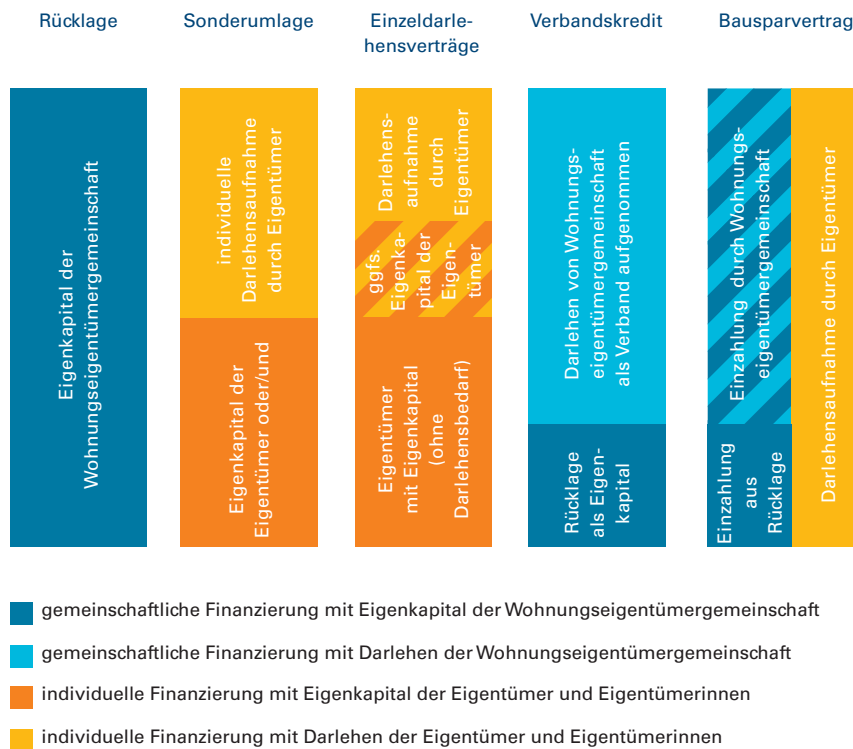 Rücklage
Sonderumlage
Einzeldarle-
hensverträge
Verbandskredit
Bausparvertrag
Eigenkapital der
Wohnungseigentümergemeinschaft
individuelle
Darlehensaufnahme
durch Eigentümer
Eigenkapital der
Eigentümer oder/und
Darlehens-
aufnahme
durch
Eigentümer
ggfs.
Eigenka-
pital der
Eigen-
tümer
Eigentümer
mit Eigenkapital
(ohne
Darlehensbedarf)
Darlehen von Wohnungs-
eigentümergemeinschaft
als Verband aufgenommen
Rücklage
als Eigen-
kapital
Einzahlung durch Wohnungs-
eigentümergemeinschaft
Einzahlung
aus
Rücklage
Darlehensaufnahme durch Eigentümer
gemeinschaftliche Finanzierung mit Eigenkapital der Wohnungseigentümergemeinschaft
gemeinschaftliche Finanzierung mit Darlehen der Wohnungseigentümergemeinschaft
individuelle Finanzierung mit Eigenkapital der Eigentümer und Eigentümerinnen
individuelle Finanzierung mit Darlehen der Eigentümer und Eigentümerinnen